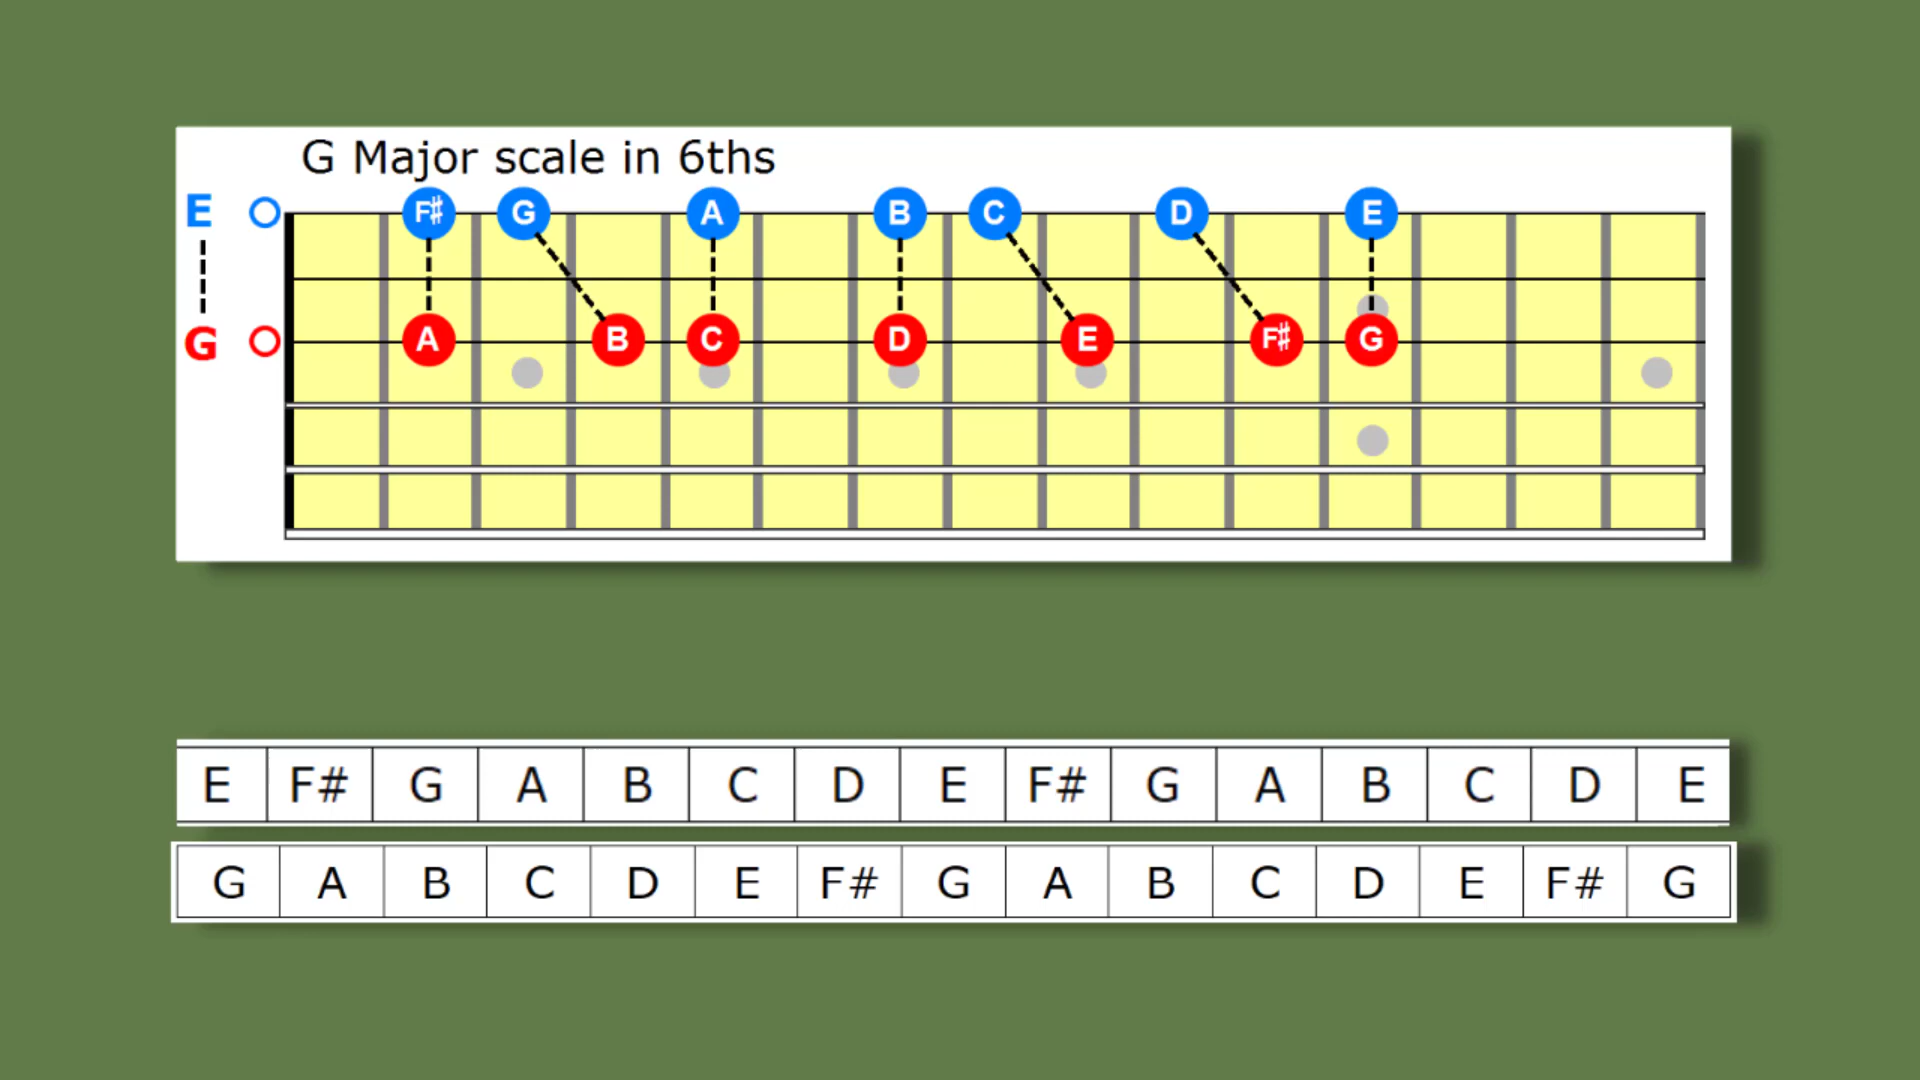 G Major scale in 6ths
E F# G A B C D E
G A B C D E F# G
E F# G A B C D E F# G A B C D E
G A B C D E F# G A B C D E F# G